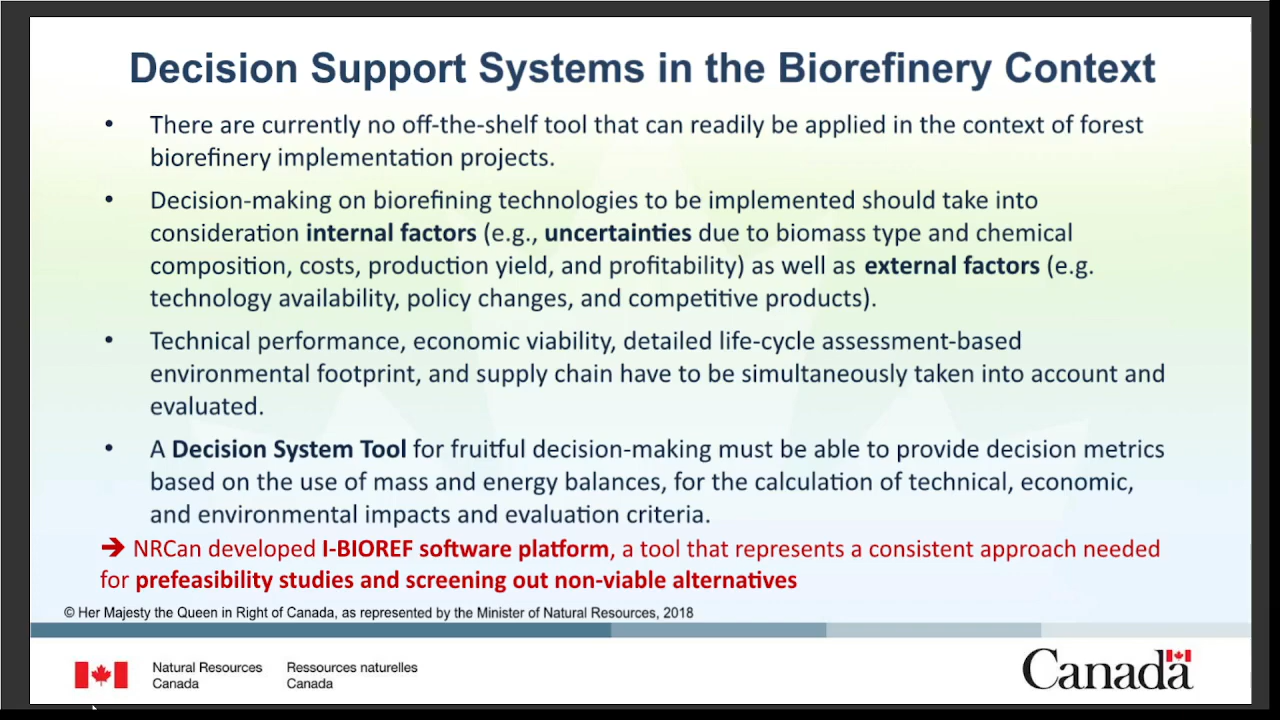 Decision Support Systems in the Biorefinery Context
• There are currently no off-the-shelf tool that can readily be applied in the context of forest
biorefinery implementation projects.
• Decision-making on biorefining technologies to be implemented should take into
consideration internal factors (e.g., uncertainties due to biomass type and chemical
composition, costs, production yield, and profitability) as well as external factors (e.g.
technology availability, policy changes, and competitive products).
• Technical performance, economic viability, detailed life-cycle assessment-based
environmental footprint, and supply chain have to be simultaneously taken into account and
evaluated.
• A Decision System Tool for fruitful decision-making must be able to provide decision metrics
based on the use of mass and energy balances, for the calculation of technical, economic,
and environmental impacts and evaluation criteria.
➔ NRCan developed I-BIOREF software platform, a tool that represents a consistent approach needed
for prefeasibility studies and screening out non-viable alternatives
© Her Majesty the Queen in Right of Canada, as represented by the Minister of Natural Resources, 2018
Natural Resources
Canada
Ressources naturelles
Canada
Canada